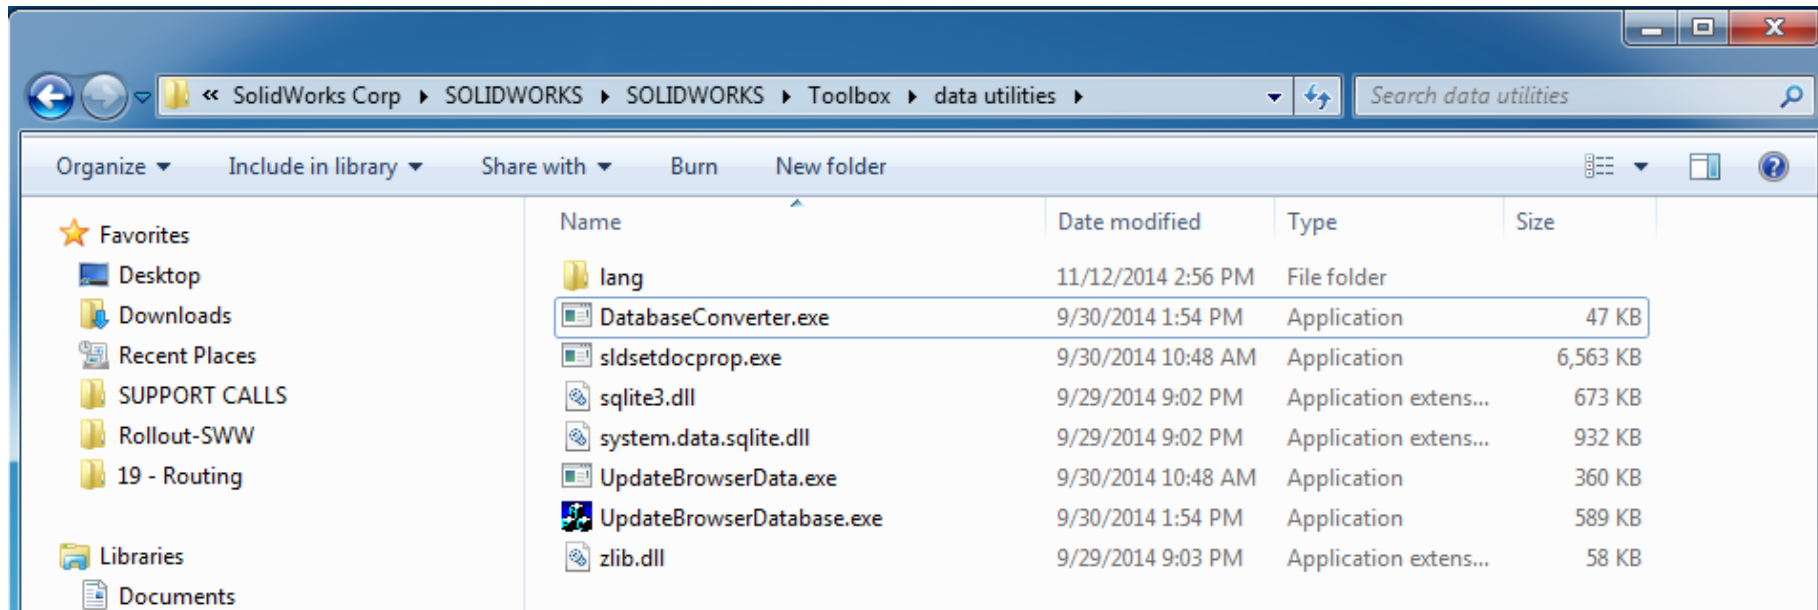 « SolidWorks Corp ▸ SOLIDWORKS ▸ SOLIDWORKS ▸ Toolbox ▸ data utilities ▸ Search data utilities
Organize Include in library Share with Burn New folder
Name Date modified Type Size
Favorites
Desktop
Downloads
Recent Places
SUPPORT CALLS
Rollout-SWW
19 - Routing
Libraries
Documents
lang 11/12/2014 2:56 PM File folder
DatabaseConverter.exe 9/30/2014 1:54 PM Application 47 KB
sldsetdocprop.exe 9/30/2014 10:48 AM Application 6,563 KB
sqlite3.dll 9/29/2014 9:02 PM Application extens... 673 KB
system.data.sqlite.dll 9/29/2014 9:02 PM Application extens... 932 KB
UpdateBrowserData.exe 9/30/2014 10:48 AM Application 360 KB
UpdateBrowserDatabase.exe 9/30/2014 1:54 PM Application 589 KB
zlib.dll 9/29/2014 9:03 PM Application extens... 58 KB